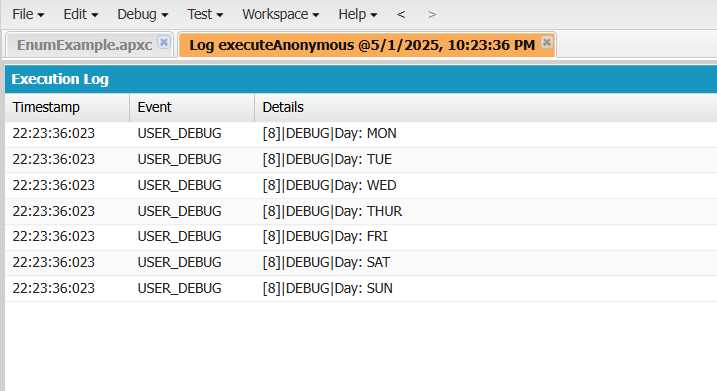 File Edit Debug Test Workspace Help < >
EnumExample.apxc Log executeAnonymous @5/1/2025, 10:23:36 PM
Execution Log
Timestamp Event Details
22:23:36:023 USER_DEBUG [8]|DEBUG|Day: MON
22:23:36:023 USER_DEBUG [8]|DEBUG|Day: TUE
22:23:36:023 USER_DEBUG [8]|DEBUG|Day: WED
22:23:36:023 USER_DEBUG [8]|DEBUG|Day: THUR
22:23:36:023 USER_DEBUG [8]|DEBUG|Day: FRI
22:23:36:023 USER_DEBUG [8]|DEBUG|Day: SAT
22:23:36:023 USER_DEBUG [8]|DEBUG|Day: SUN